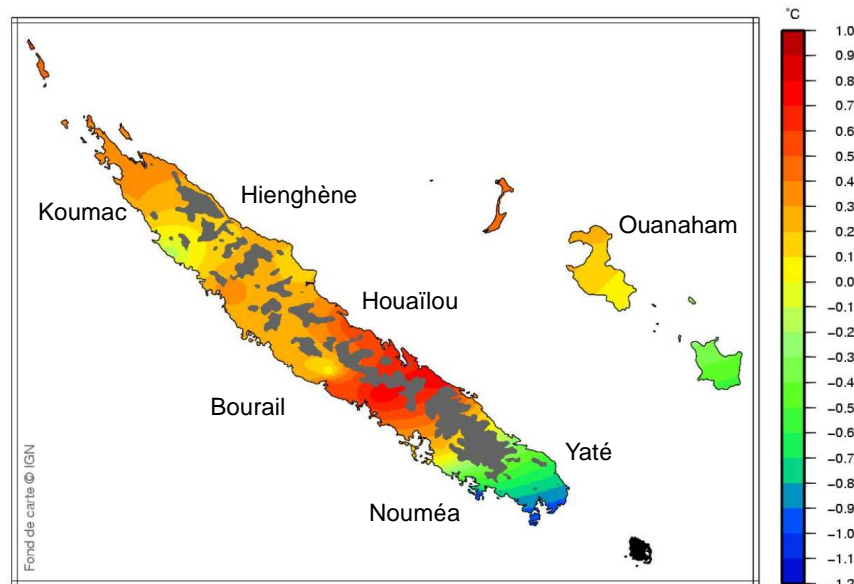 °C
Hienghène
Koumac
Ouanaham
Houaïlou
Bourail
Yaté
Nouméa
Fond de carte © IGN
1.0
0.9
0.8
0.7
0.6
0.5
0.4
0.3
0.2
0.1
0.0
-0.1
-0.2
-0.3
-0.4
-0.5
-0.6
-0.7
-0.8
-0.9
-1.0
-1.1
-1.2